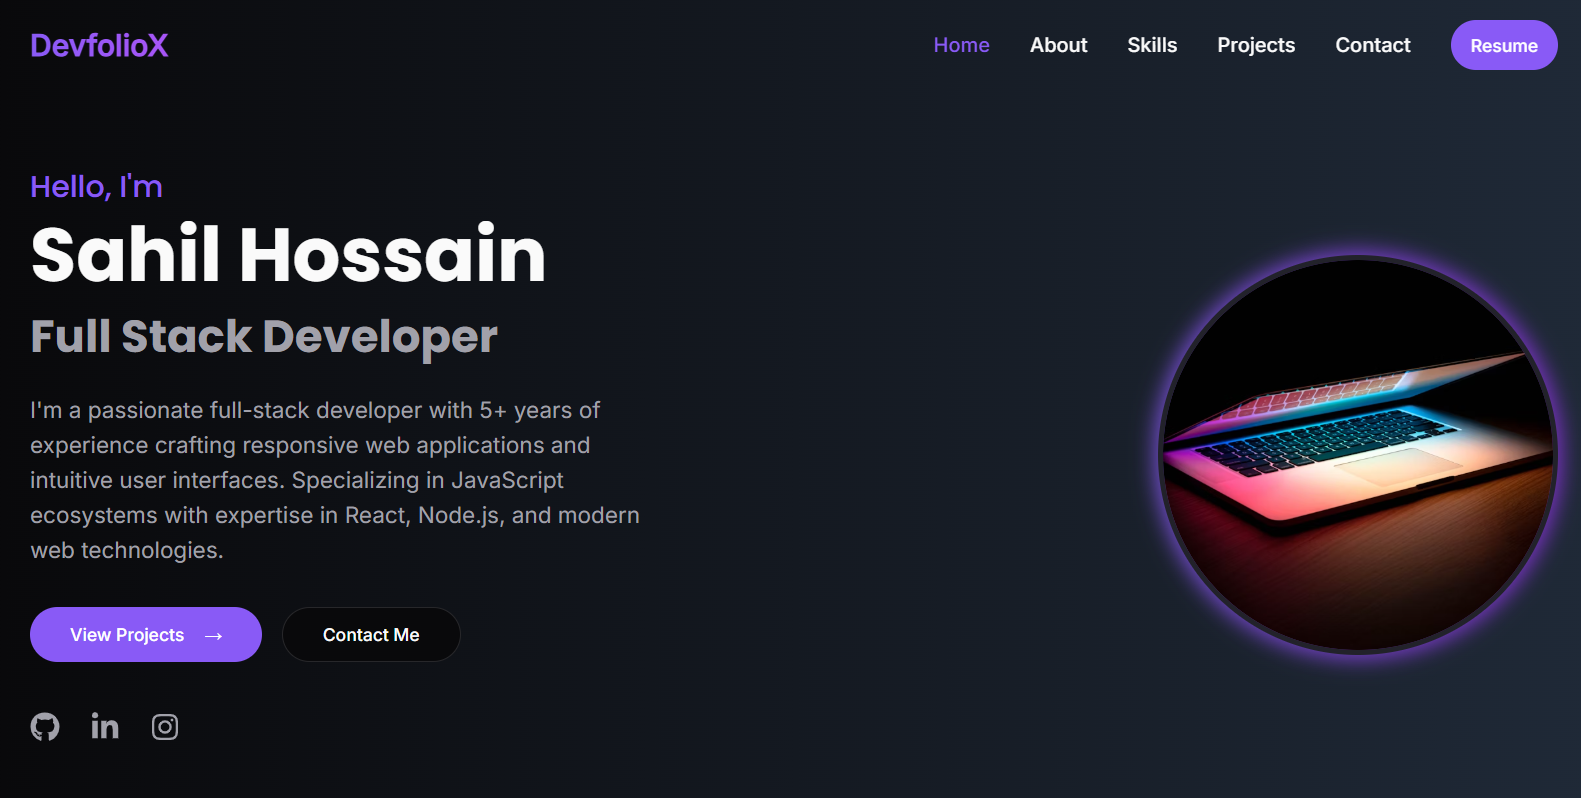 DevfolioX
Home About Skills Projects Contact Resume
Hello, I'm
Sahil Hossain
Full Stack Developer
I'm a passionate full-stack developer with 5+ years of
experience crafting responsive web applications and
intuitive user interfaces. Specializing in JavaScript
ecosystems with expertise in React, Node.js, and modern
web technologies.
View Projects →
Contact Me
in